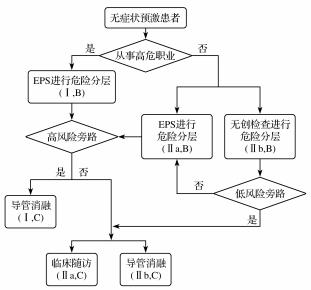 无症状预激患者
从事高危职业
是
否
EPS进行危险分层
(Ⅰ,B)
EPS进行
危险分层
(Ⅱa,B)
无创检查进行
危险分层
(Ⅱb,B)
高风险旁路
是
否
否
低风险旁路
是
导管消融
(Ⅰ,C)
临床随访
(Ⅱa,C)
导管消融
(Ⅱb,C)